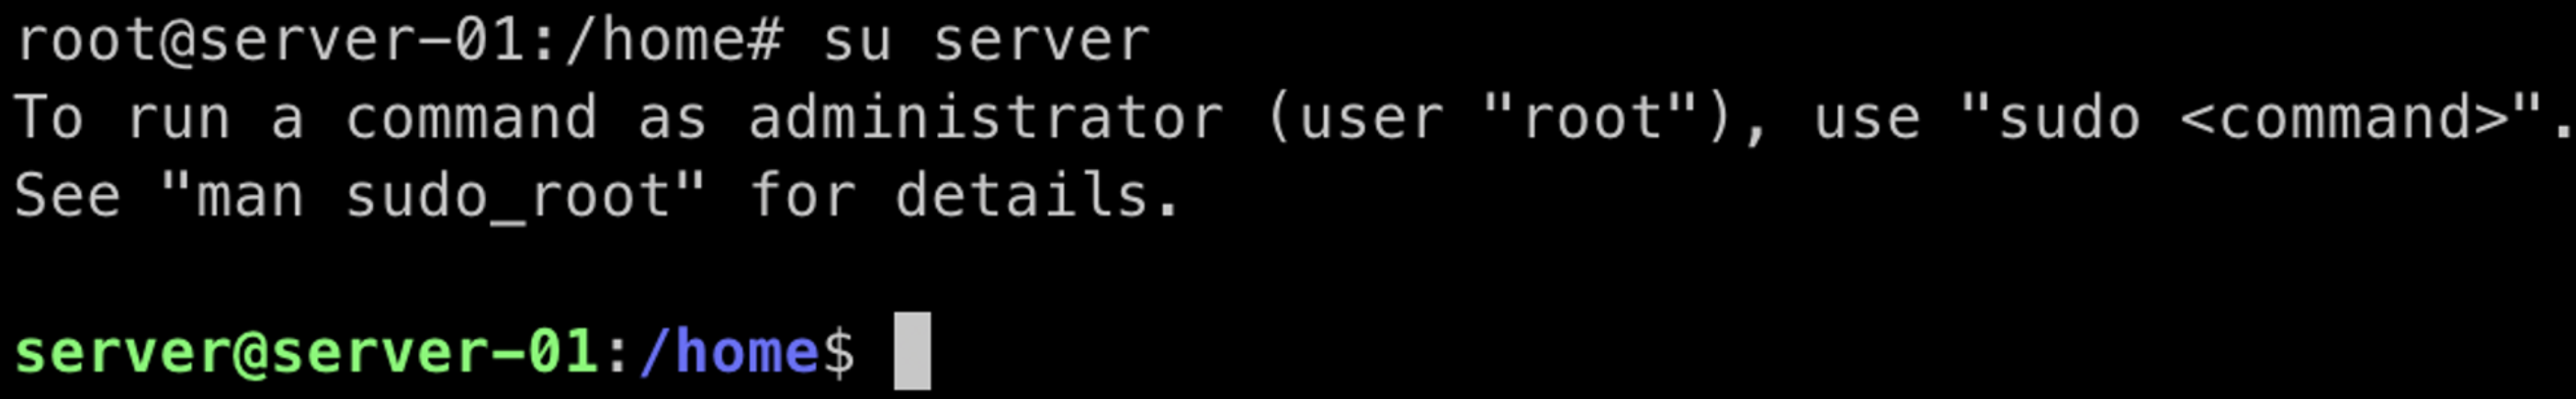 root@server-01:/home# su server
To run a command as administrator (user "root"), use "sudo <command>".
See "man sudo_root" for details.
server@server-01:/home$